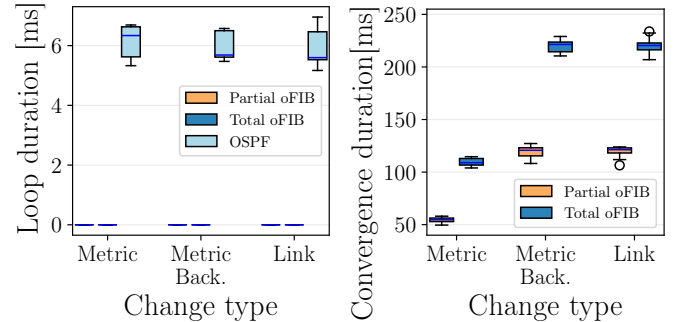 Loop duration [ms]
6
4
2
0
Partial oFIB
Total oFIB
OSPF
Metric
Metric
Back.
Link
Change type
Convergence duration[ms]
250
200
150
100
50
Partial oFIB
Total oFIB
Metric
Metric
Back.
Link
Change type